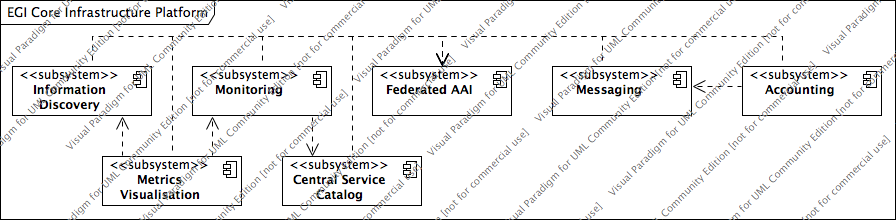 EGI Core Infrastructure Platform
<<subsystem>>
Information
Discovery
<<subsystem>>
Monitoring
<<subsystem>>
Federated AAI
<<subsystem>>
Messaging
<<subsystem>>
Accounting
<<subsystem>>
Metrics
Visualisation
<<subsystem>>
Central Service
Catalog
Visual Paradigm for UML Community Edition [not for commercial use]